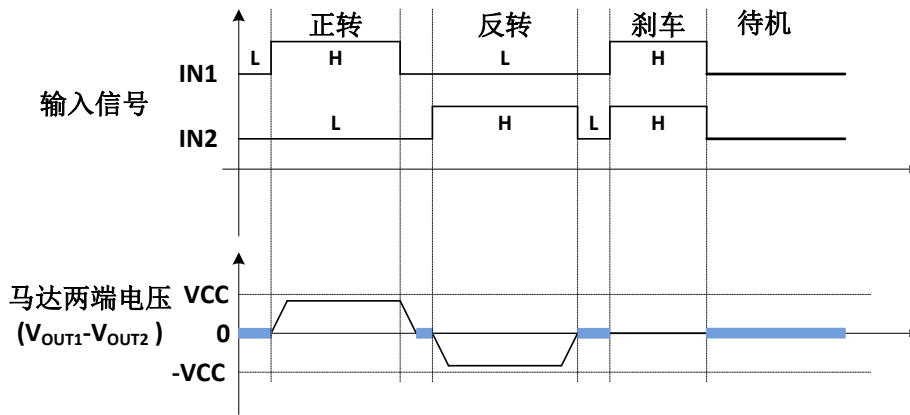 正转 反转 刹车 待机
L H L H
IN1
输入信号
L H L H
IN2
马达两端电压
(VOUT1-VOUT2 )
VCC
0
-VCC